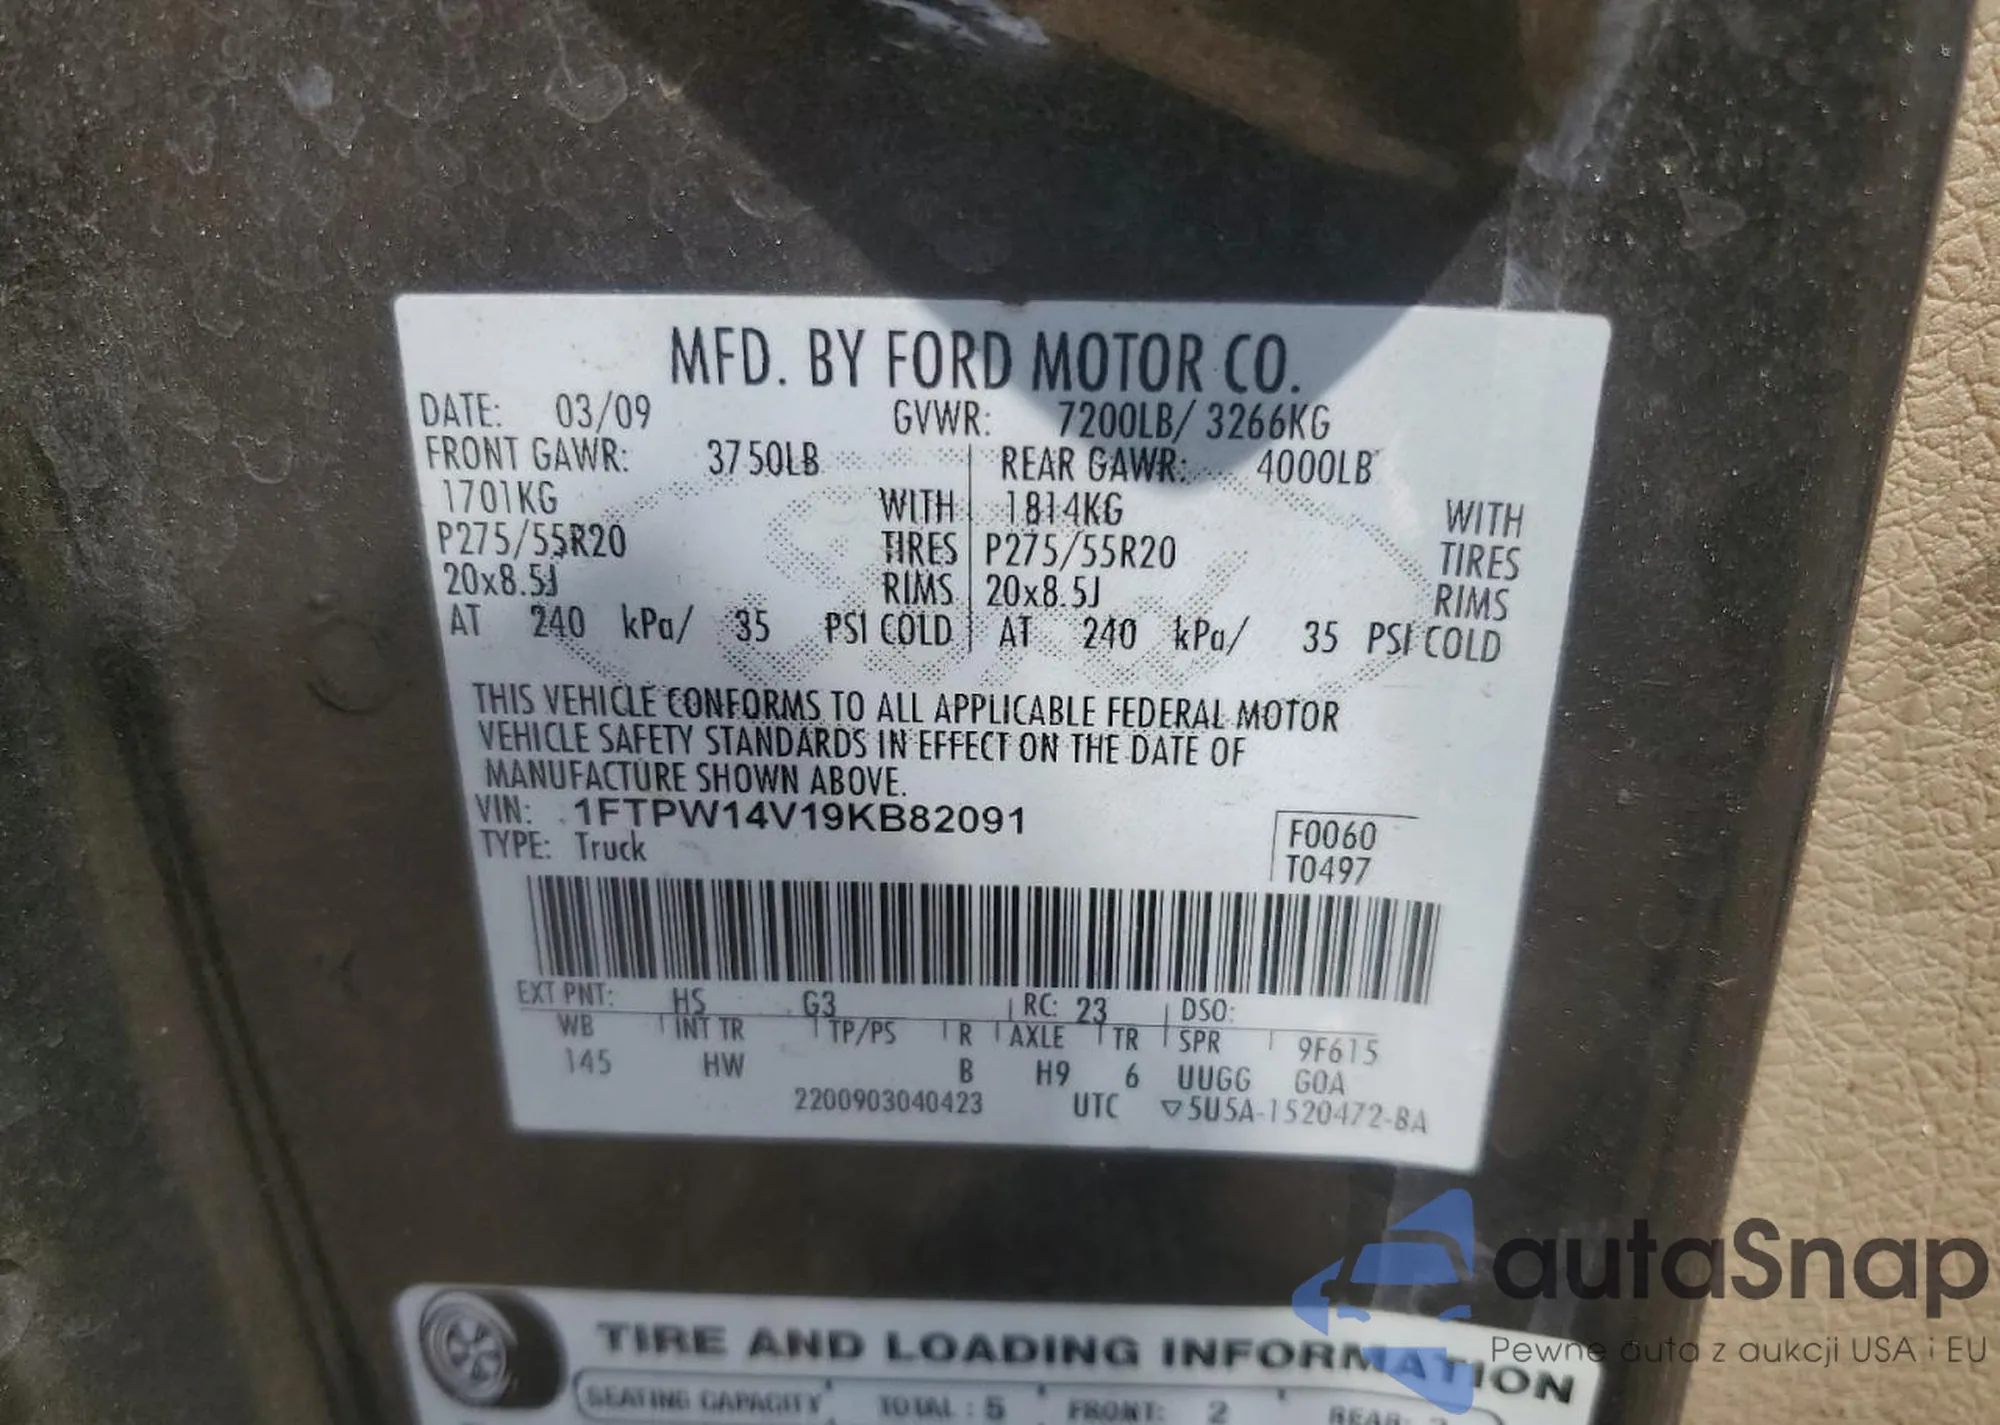 MFD. BY FORD MOTOR CO.
DATE: 03/09 GVWR: 7200LB/ 3266KG
FRONT GAWR: 3750LB REAR GAWR: 4000LB
1701KG WITH 1814KG WITH
P275/55R20 TIRES P275/55R20 TIRES
20x8.5J RIMS 20x8.5J RIMS
AT 240 kPa/ 35 PSI COLD AT 240 kPa/ 35 PSI COLD
THIS VEHICLE CONFORMS TO ALL APPLICABLE FEDERAL MOTOR
VEHICLE SAFETY STANDARDS IN EFFECT ON THE DATE OF
MANUFACTURE SHOWN ABOVE.
VIN: 1FTPW14V19KB82091
TYPE: Truck
F0060
T0497
EXT PNT: HS G3 RC: 23 DSO:
WB INT TR TP/PS R AXLE TR SPR 9F615
145 HW B H9 6 UUGG GOA
2200903040423 UTC ▽5U5A-1520472-BA
TIRE AND LOADING INFORMATION
SEATING CAPACITY TOTAL : 5 FRONT: 2 REAR:
autaSnap
Pewne auta z aukcji USA i EU